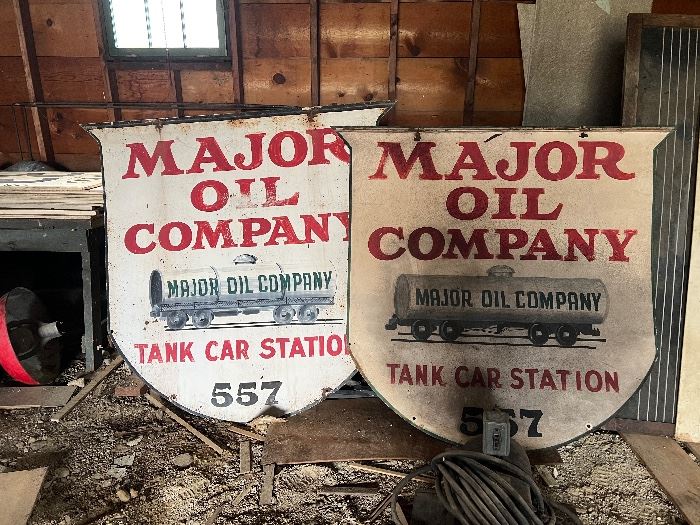 MAJOR
OIL
COMPANY
MAJOR OIL COMPANY
TANK CAR STATION
557
MAJOR
OIL
COMPANY
MAJOR OIL COMPANY
TANK CAR STATION
557